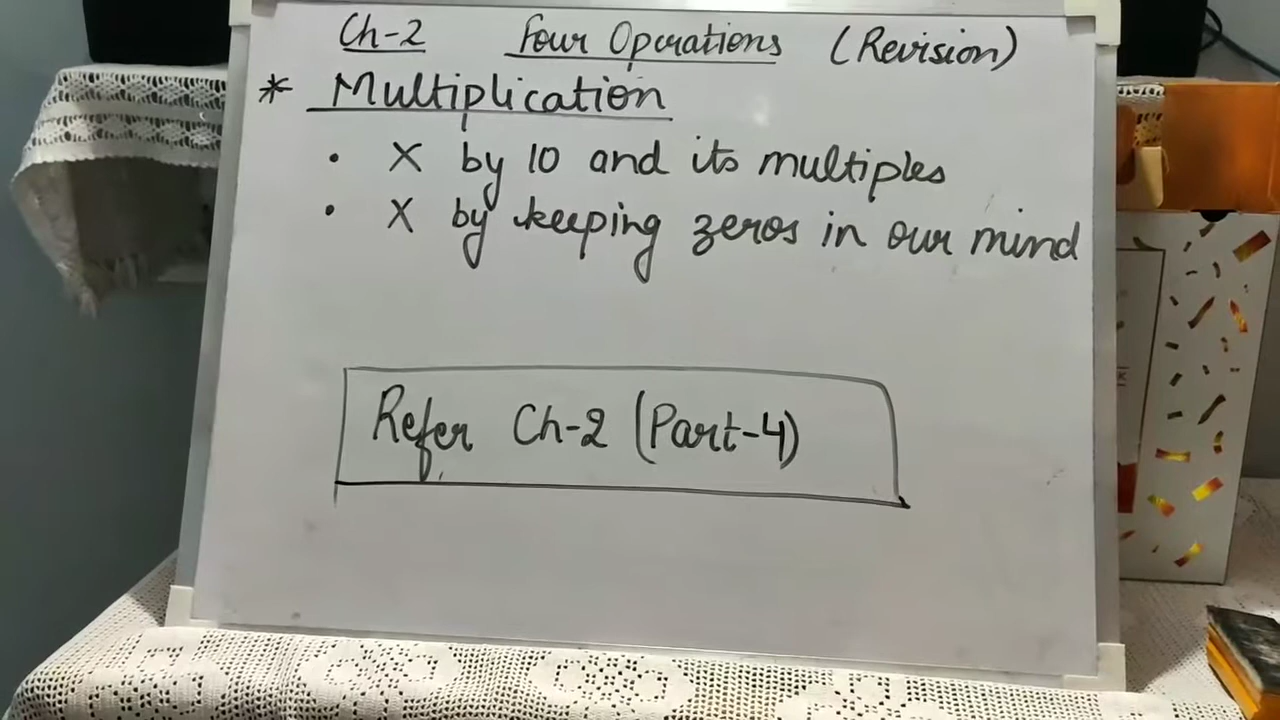 Ch-2 Four Operations (Revision)
* Multiplication
• X by 10 and its multiples
• X by keeping zeros in our mind
Refer Ch-2 (Part-4)